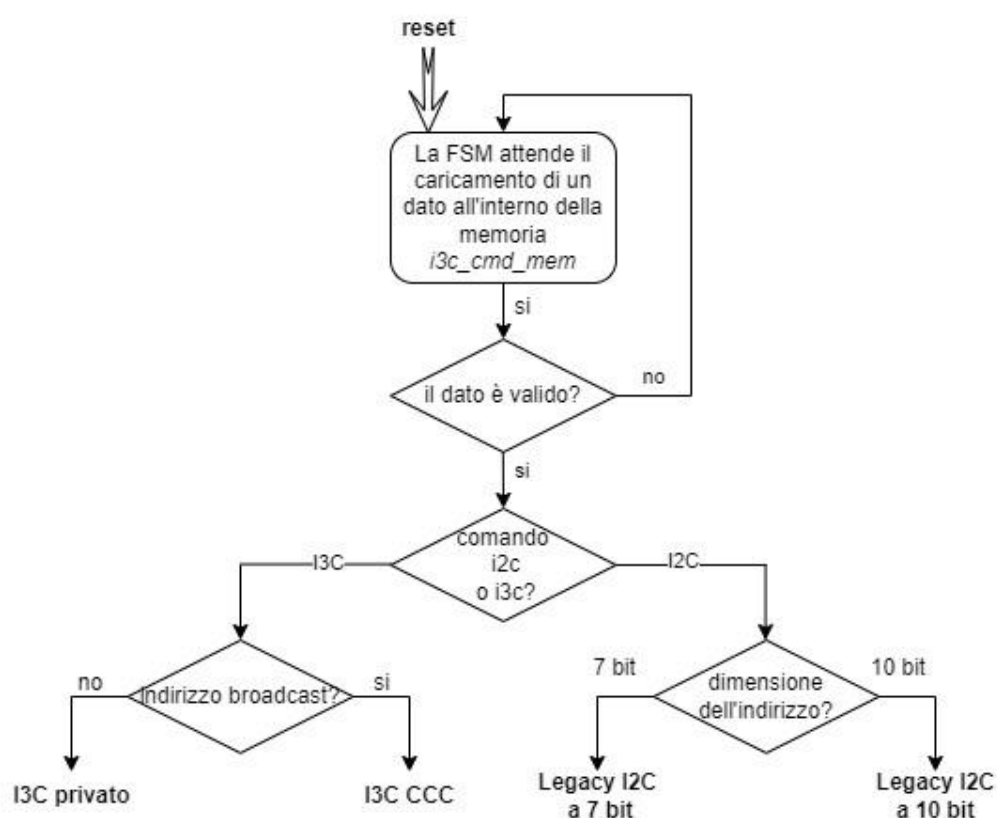 reset
La FSM attende il
caricamento di un
dato all'interno della
memoria
i3c_cmd_mem
si
il dato è valido?
no
si
comando
i2c
o i3c?
I3C
I2C
no
Indirizzo broadcast?
si
7 bit
dimensione
dell'indirizzo?
10 bit
I3C privato
I3C CCC
Legacy I2C
a 7 bit
Legacy I2C
a 10 bit